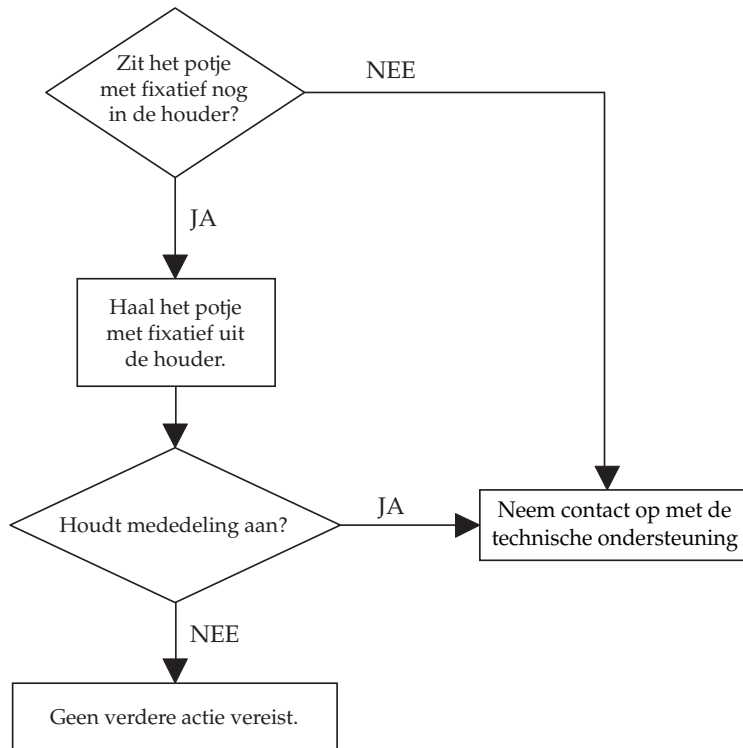 Zit het potje
met fixatief nog
in de houder?
NEE
JA
Haal het potje
met fixatief uit
de houder.
Houdt mededeling aan?
JA
Neem contact op met de
technische ondersteuning
NEE
Geen verdere actie vereist.